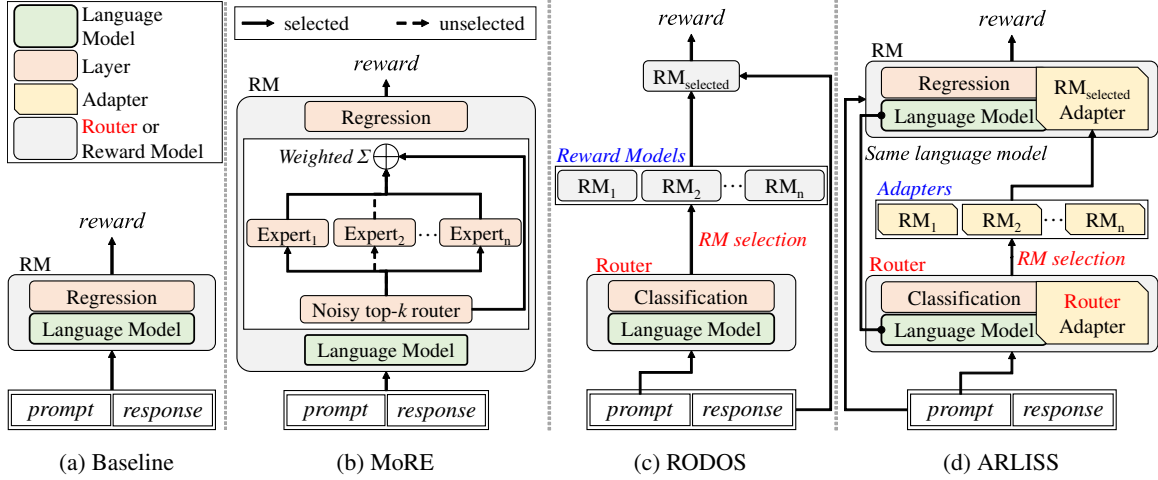 Language
Model
Layer
Adapter
Router or
Reward Model
reward
RM
Regression
Language Model
prompt response
(a) Baseline
selected unselected
reward
RM
Regression
Weighted Σ
Expert1 Expert2 ... Expertn
Noisy top-k router
Language Model
prompt response
(b) MoRE
reward
RMselected
Reward Models
RM1 RM2 ... RMn
RM selection
Router
Classification
Language Model
prompt response
(c) RODOS
reward
RM
Regression
Language Model
RMselected
Adapter
Same language model
Adapters
RM1 RM2 ... RMn
RM selection
Router
Classification
Language Model
Router
Adapter
prompt response
(d) ARLISS